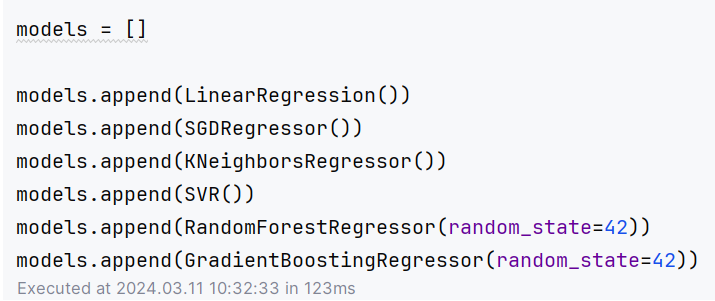 models = []
models.append(LinearRegression())
models.append(SGDRegressor())
models.append(KNeighborsRegressor())
models.append(SVR())
models.append(RandomForestRegressor(random_state=42))
models.append(GradientBoostingRegressor(random_state=42))
Executed at 2024.03.11 10:32:33 in 123ms